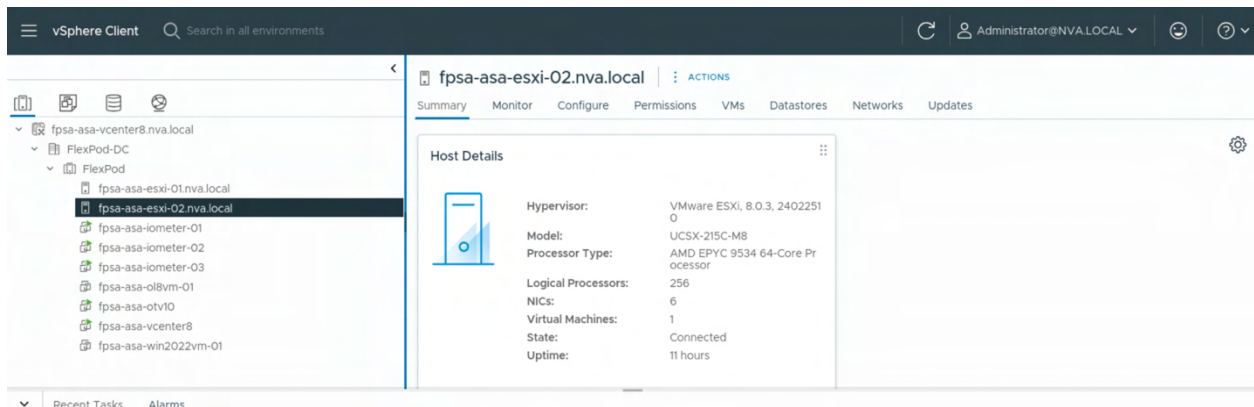 vSphere Client Search in all environments Administrator@NVA.LOCAL
fpsa-asa-esxi-02.nva.local ACTIONS
Summary Monitor Configure Permissions VMs Datastores Networks Updates
fpsa-asa-vcenter8.nva.local
FlexPod-DC
FlexPod
fpsa-asa-esxi-01.nva.local
fpsa-asa-esxi-02.nva.local
fpsa-asa-iometer-01
fpsa-asa-iometer-02
fpsa-asa-iometer-03
fpsa-asa-ol8vm-01
fpsa-asa-otv10
fpsa-asa-vcenter8
fpsa-asa-win2022vm-01
Host Details
Hypervisor: VMware ESXi, 8.0.3, 2402251
0
Model: UCSX-215C-M8
Processor Type: AMD EPYC 9534 64-Core Pr
ocessor
Logical Processors: 256
NICs: 6
Virtual Machines: 1
State: Connected
Uptime: 11 hours
Recent Tasks Alarms